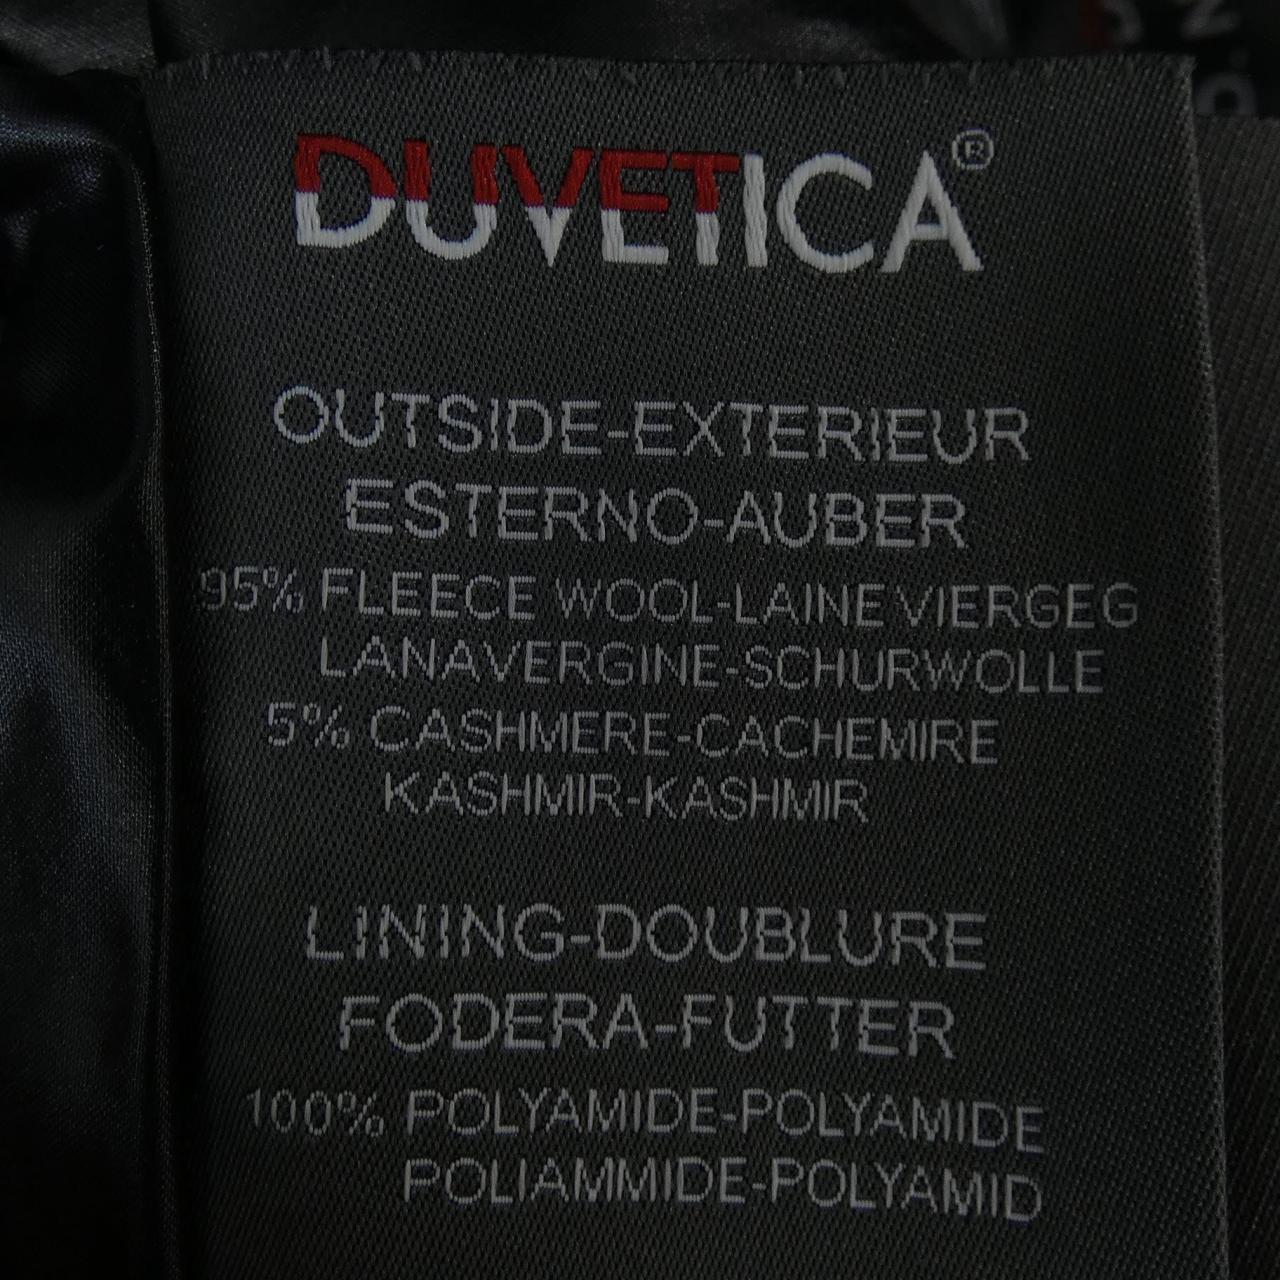 DUVETICA®
OUTSIDE-EXTERIEUR
ESTERNO-AUBER
95% FLEECE WOOL-LAINE VIERGEG
LANAVERGINE-SCHURWOLLE
5% CASHMERE-CACHEMIRE
KASHMIR-KASHMIR
LINING-DOUBLURE
FODERA-FUTTER
100% POLYAMIDE-POLYAMIDE
POLIAMMIDE-POLYAMID